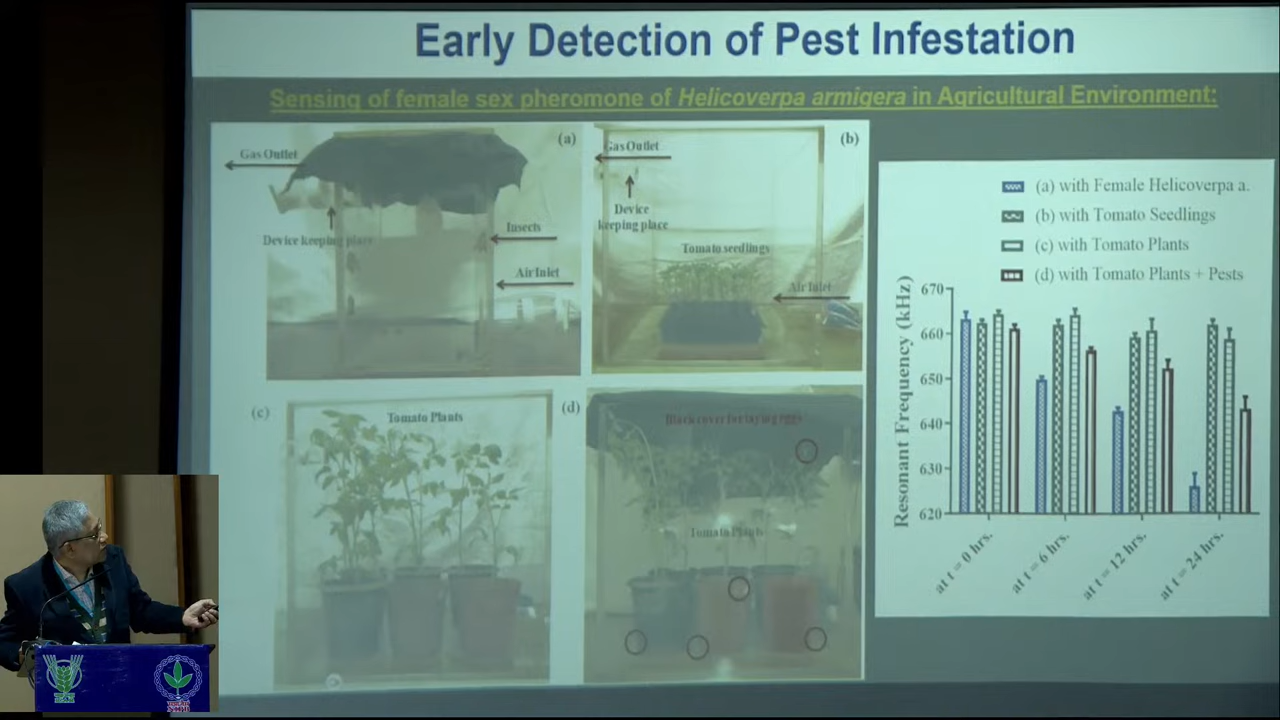 Early Detection of Pest Infestation
Sensing of female sex pheromone of Helicoverpa armigera in Agricultural Environment:
(a)
Gas Outlet
Device keeping place
Insects
Air Inlet
(b)
Gas Outlet
Device
keeping place
Tomato seedlings
Air Inlet
(c)
Tomato Plants
(d)
Black cover for laying eggs
Tomato Plants
(a) with Female Helicoverpa a.
(b) with Tomato Seedlings
(c) with Tomato Plants
(d) with Tomato Plants + Pests
Resonant Frequency (kHz)
670
660
650
640
630
620
at t = 0 hrs.
at t = 6 hrs.
at t = 12 hrs.
at t = 24 hrs.